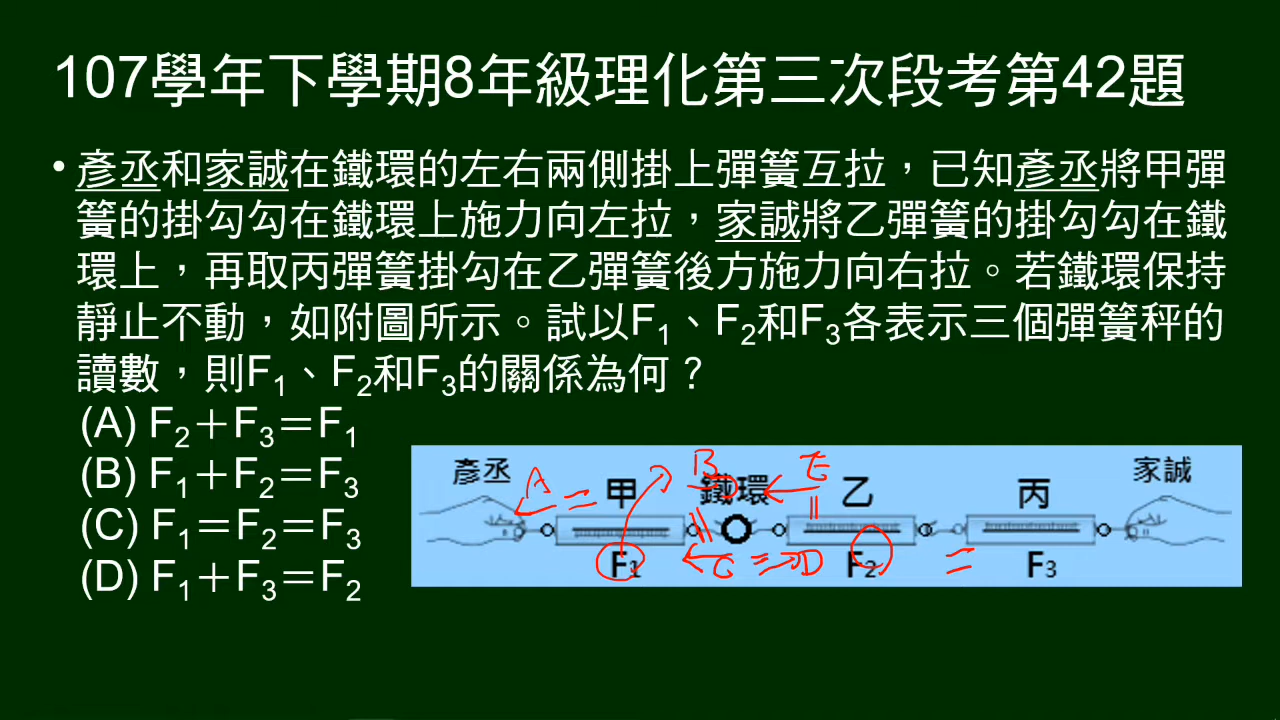 107學年下學期8年級理化第三次段考第42題
•彥丞和家誠在鐵環的左右兩側掛上彈簧互拉，已知彥丞將甲彈
簧的掛勾勾在鐵環上施力向左拉，家誠將乙彈簧的掛勾勾在鐵
環上，再取丙彈簧掛勾在乙彈簧後方施力向右拉。若鐵環保持
靜止不動，如附圖所示。試以F₁、F₂和F₃各表示三個彈簧秤的
讀數，則F₁、F₂和F₃的關係為何？
(A) F₂＋F₃＝F₁
(B) F₁＋F₂＝F₃
(C) F₁＝F₂＝F₃
(D) F₁＋F₃＝F₂
彥丞 甲 鐵環 乙 丙 家誠
F₁ F₂ F₃
A = B E
C = D =